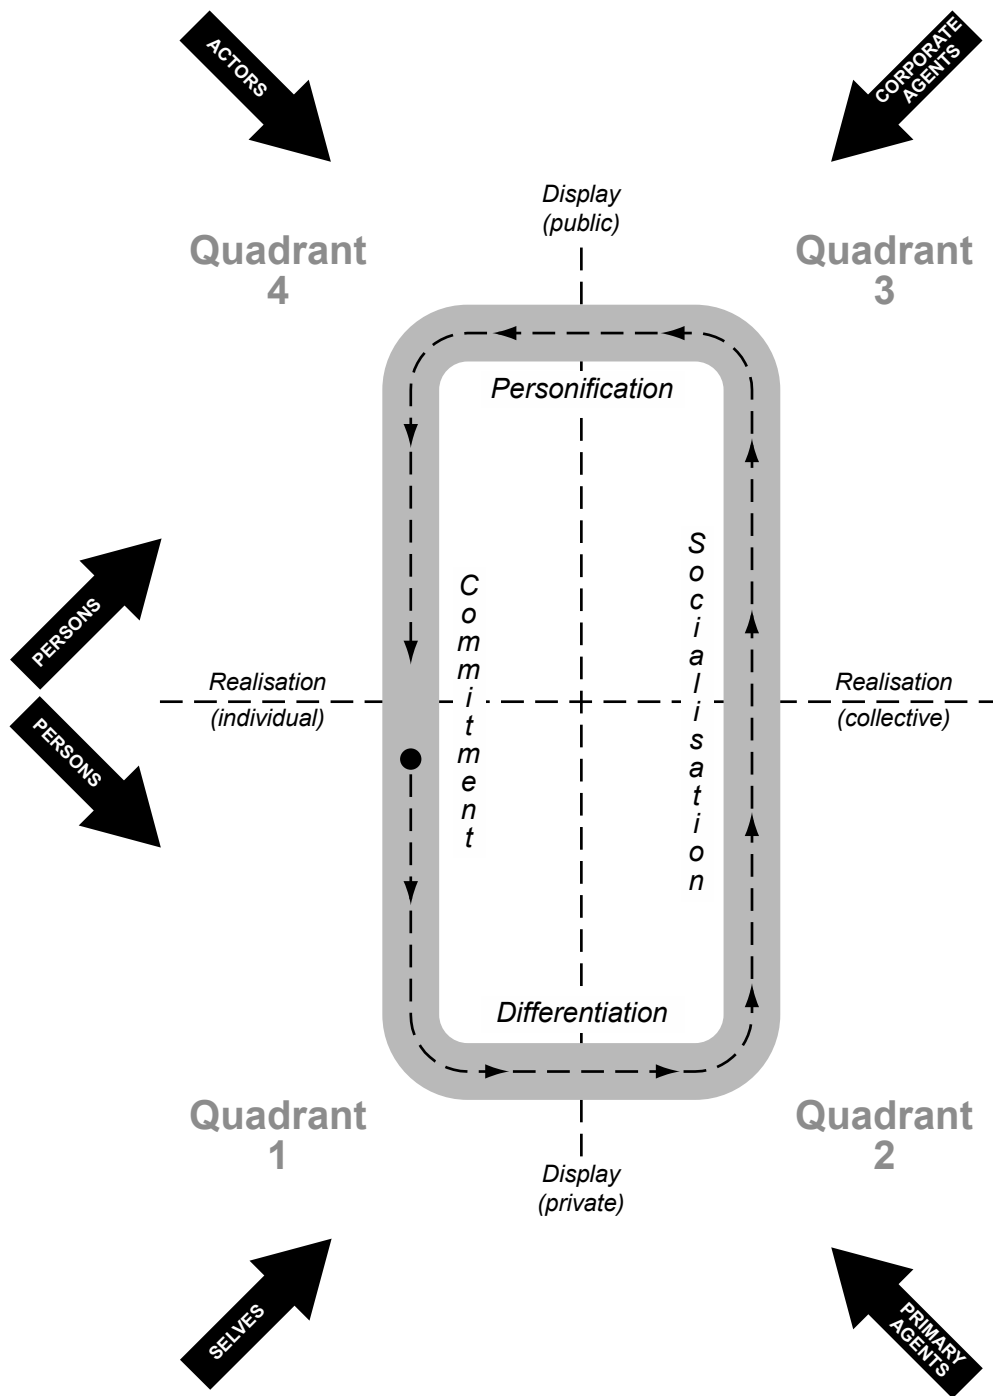 ACTORS
CORPORATE
AGENTS
Display
(public)
Quadrant
4
Quadrant
3
Personification
Commitment
Socialisation
PERSONS
Realisation
(individual)
Realisation
(collective)
PERSONS
Differentiation
Quadrant
1
Quadrant
2
Display
(private)
SELVES
PRIMARY
AGENTS